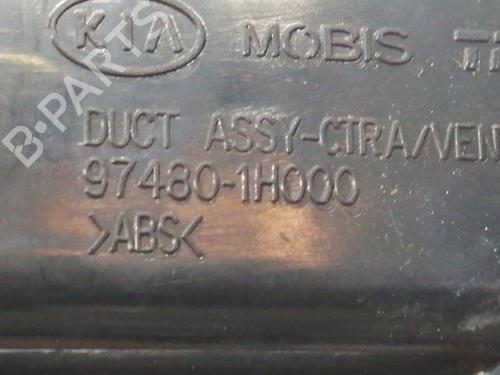 KIA MOBIS
DUCT ASSY-CTRA/VEN
97480-1H000
>ABS<
B-PARTS